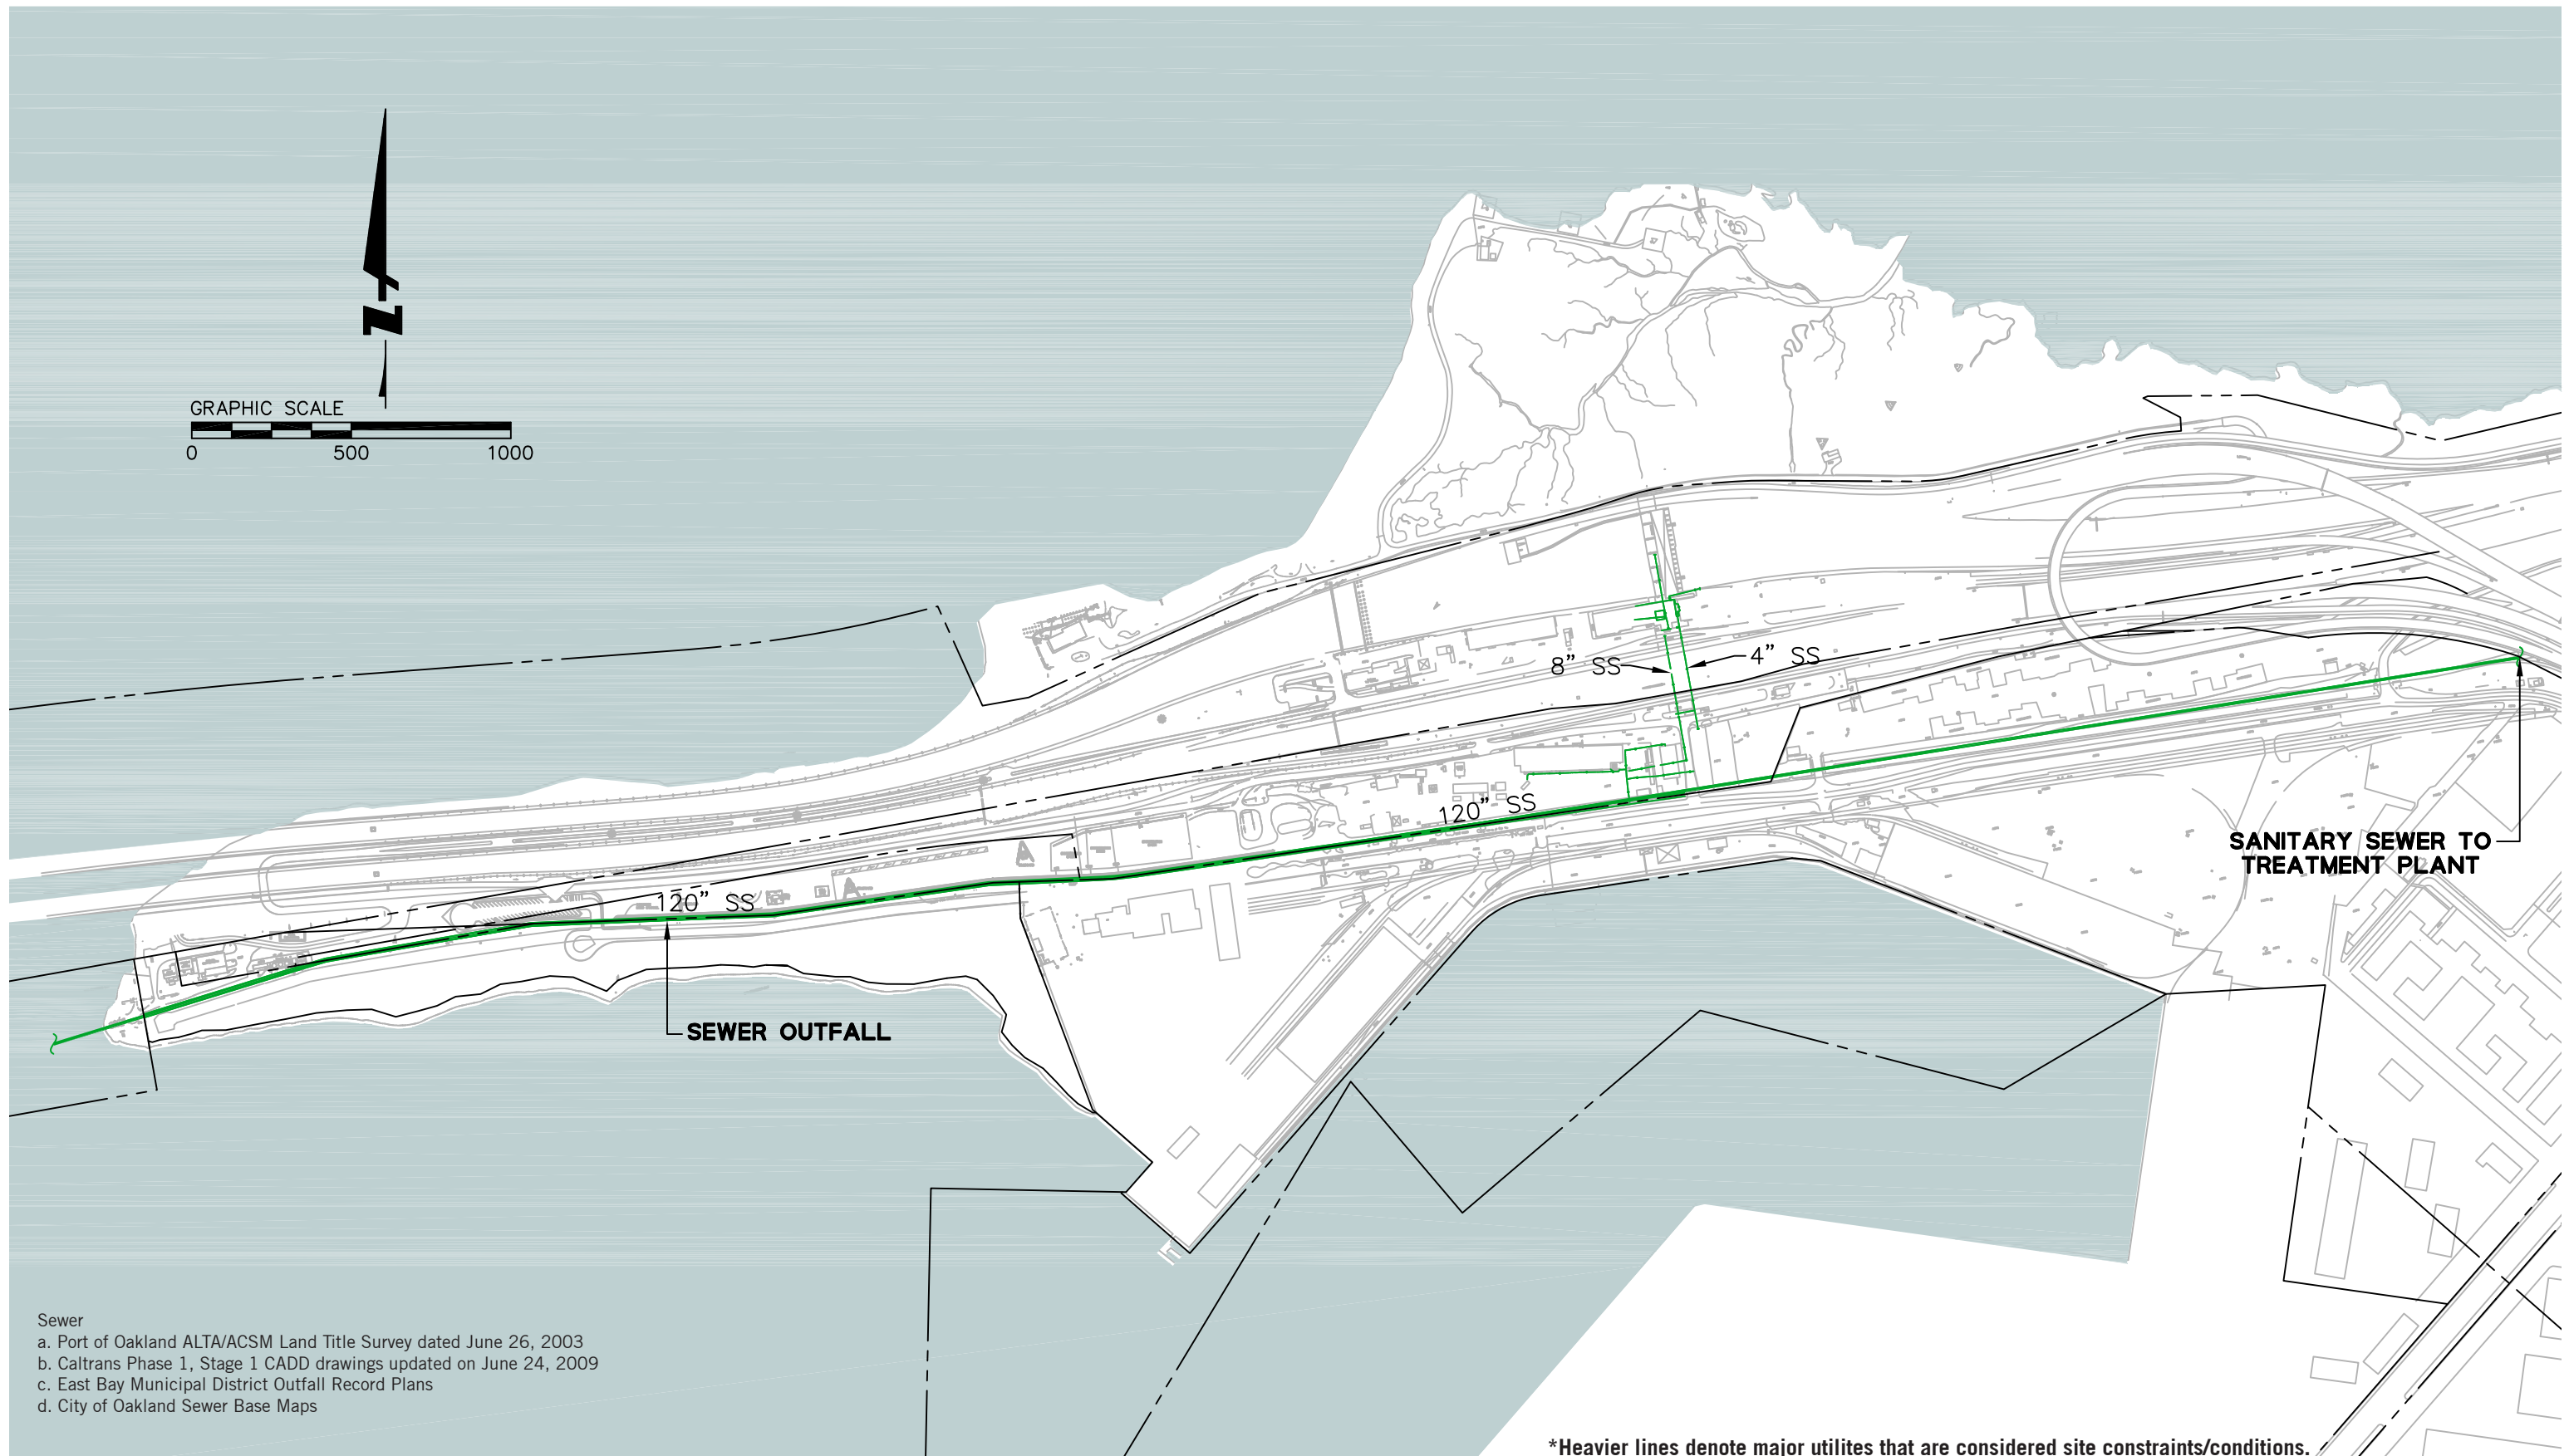 N
GRAPHIC SCALE
0 500 1000
8” SS
4” SS
120” SS
120” SS
SANITARY SEWER TO
TREATMENT PLANT
SEWER OUTFALL
Sewer
a. Port of Oakland ALTA/ACSM Land Title Survey dated June 26, 2003
b. Caltrans Phase 1, Stage 1 CADD drawings updated on June 24, 2009
c. East Bay Municipal District Outfall Record Plans
d. City of Oakland Sewer Base Maps
*Heavier lines denote major utilites that are considered site constraints/conditions.